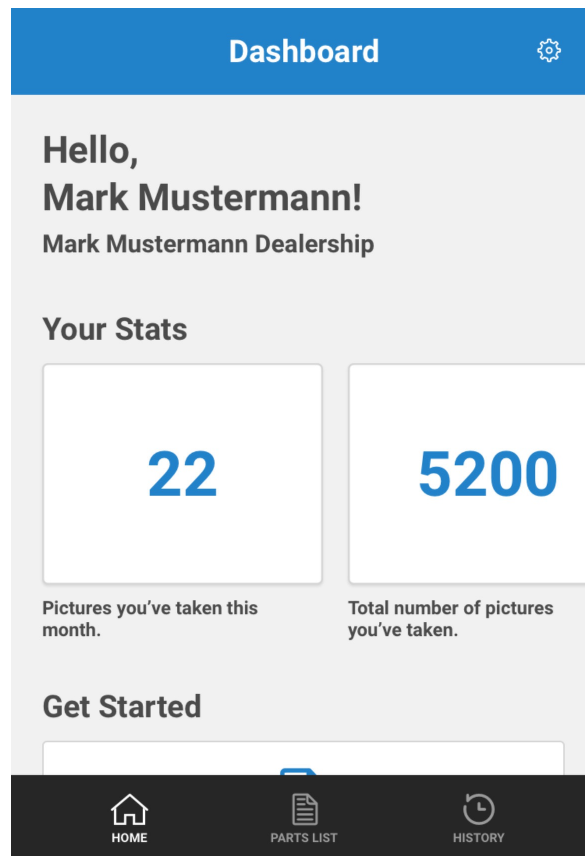 Dashboard
Hello,
Mark Mustermann!
Mark Mustermann Dealership
Your Stats
22
5200
Pictures you've taken this
month.
Total number of pictures
you've taken.
Get Started
HOME
PARTS LIST
HISTORY